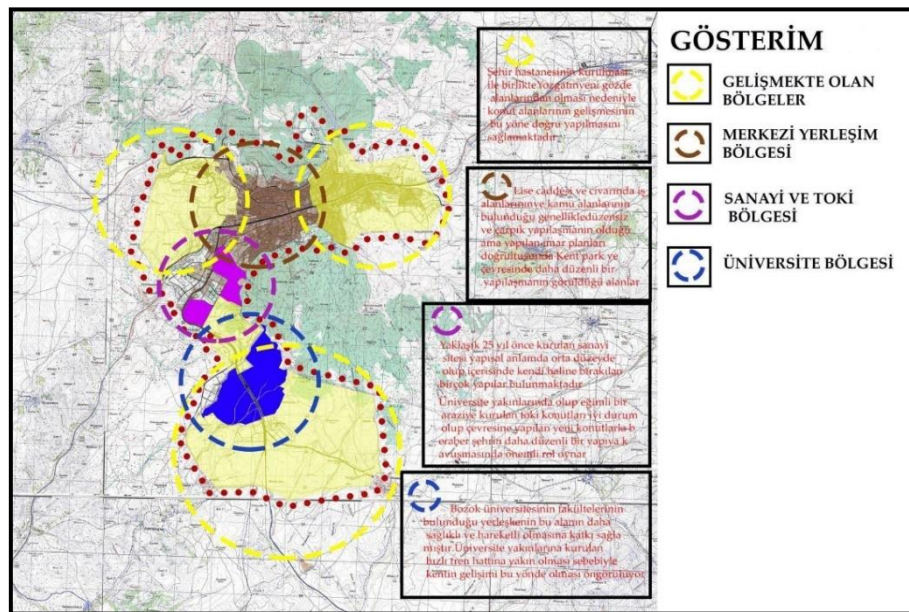 GÖSTERİM
GELİŞMEKTE OLAN
BÖLGELER
MERKEZİ YERLEŞİM
BÖLGESİ
SANAYİ VE TOKİ
BÖLGESİ
ÜNİVERSİTE BÖLGESİ
Şehir hastanesinin kurulması
ile birlikte Yozgatın yeni gözde
alanlarından olması nedeniyle
konut alanlarının gelişmesinin
bu yöne doğru yapılmasını
sağlamaktadır
Lise caddesi ve civarında iş
alanlarının ve kamu alanlarının
bulunduğu genellikle düzensiz
ve çarpık yapılaşmanın olduğu
ama yapılan imar planları
doğrultusunda Kent park ve
çevresinde daha düzenli bir
yapılaşmanın görüldüğü alanlar
Yaklaşık 25 yıl önce kurulan sanayi
sitesi yapısal anlamda orta düzeyde
olup içerisinde kendi haline bırakılan
birçok yapılar bulunmaktadır
Üniversite yakınlarında olup eğimli bir
araziye kurulan toki konutları iyi durum
olup çevresine yapılan yeni konutlarla b
eraber şehrin daha düzenli bir yapıya k
avuşmasında önemli rol oynar
Bozok üniversitesinin fakültelerinin
bulunduğu yerleşkenin bu alanın daha
sağlıklı ve hareketli olmasına katkı sağla
mıştır.Üniversite yakınlarına kurulan
hızlı tren hattına yakın olması sebebiyle
kentin gelişimi bu yönde olması öngörülüyor